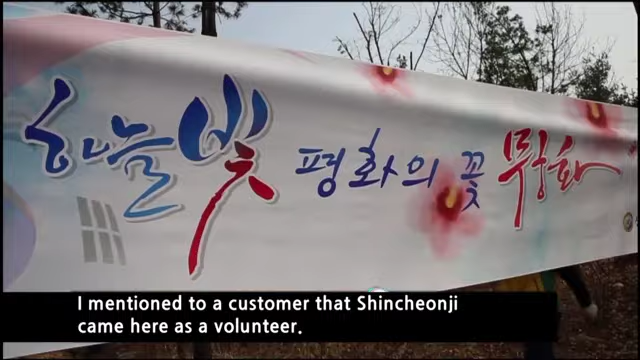 하늘빛 평화의 꽃 무궁화
I mentioned to a customer that Shincheonji
came here as a volunteer.